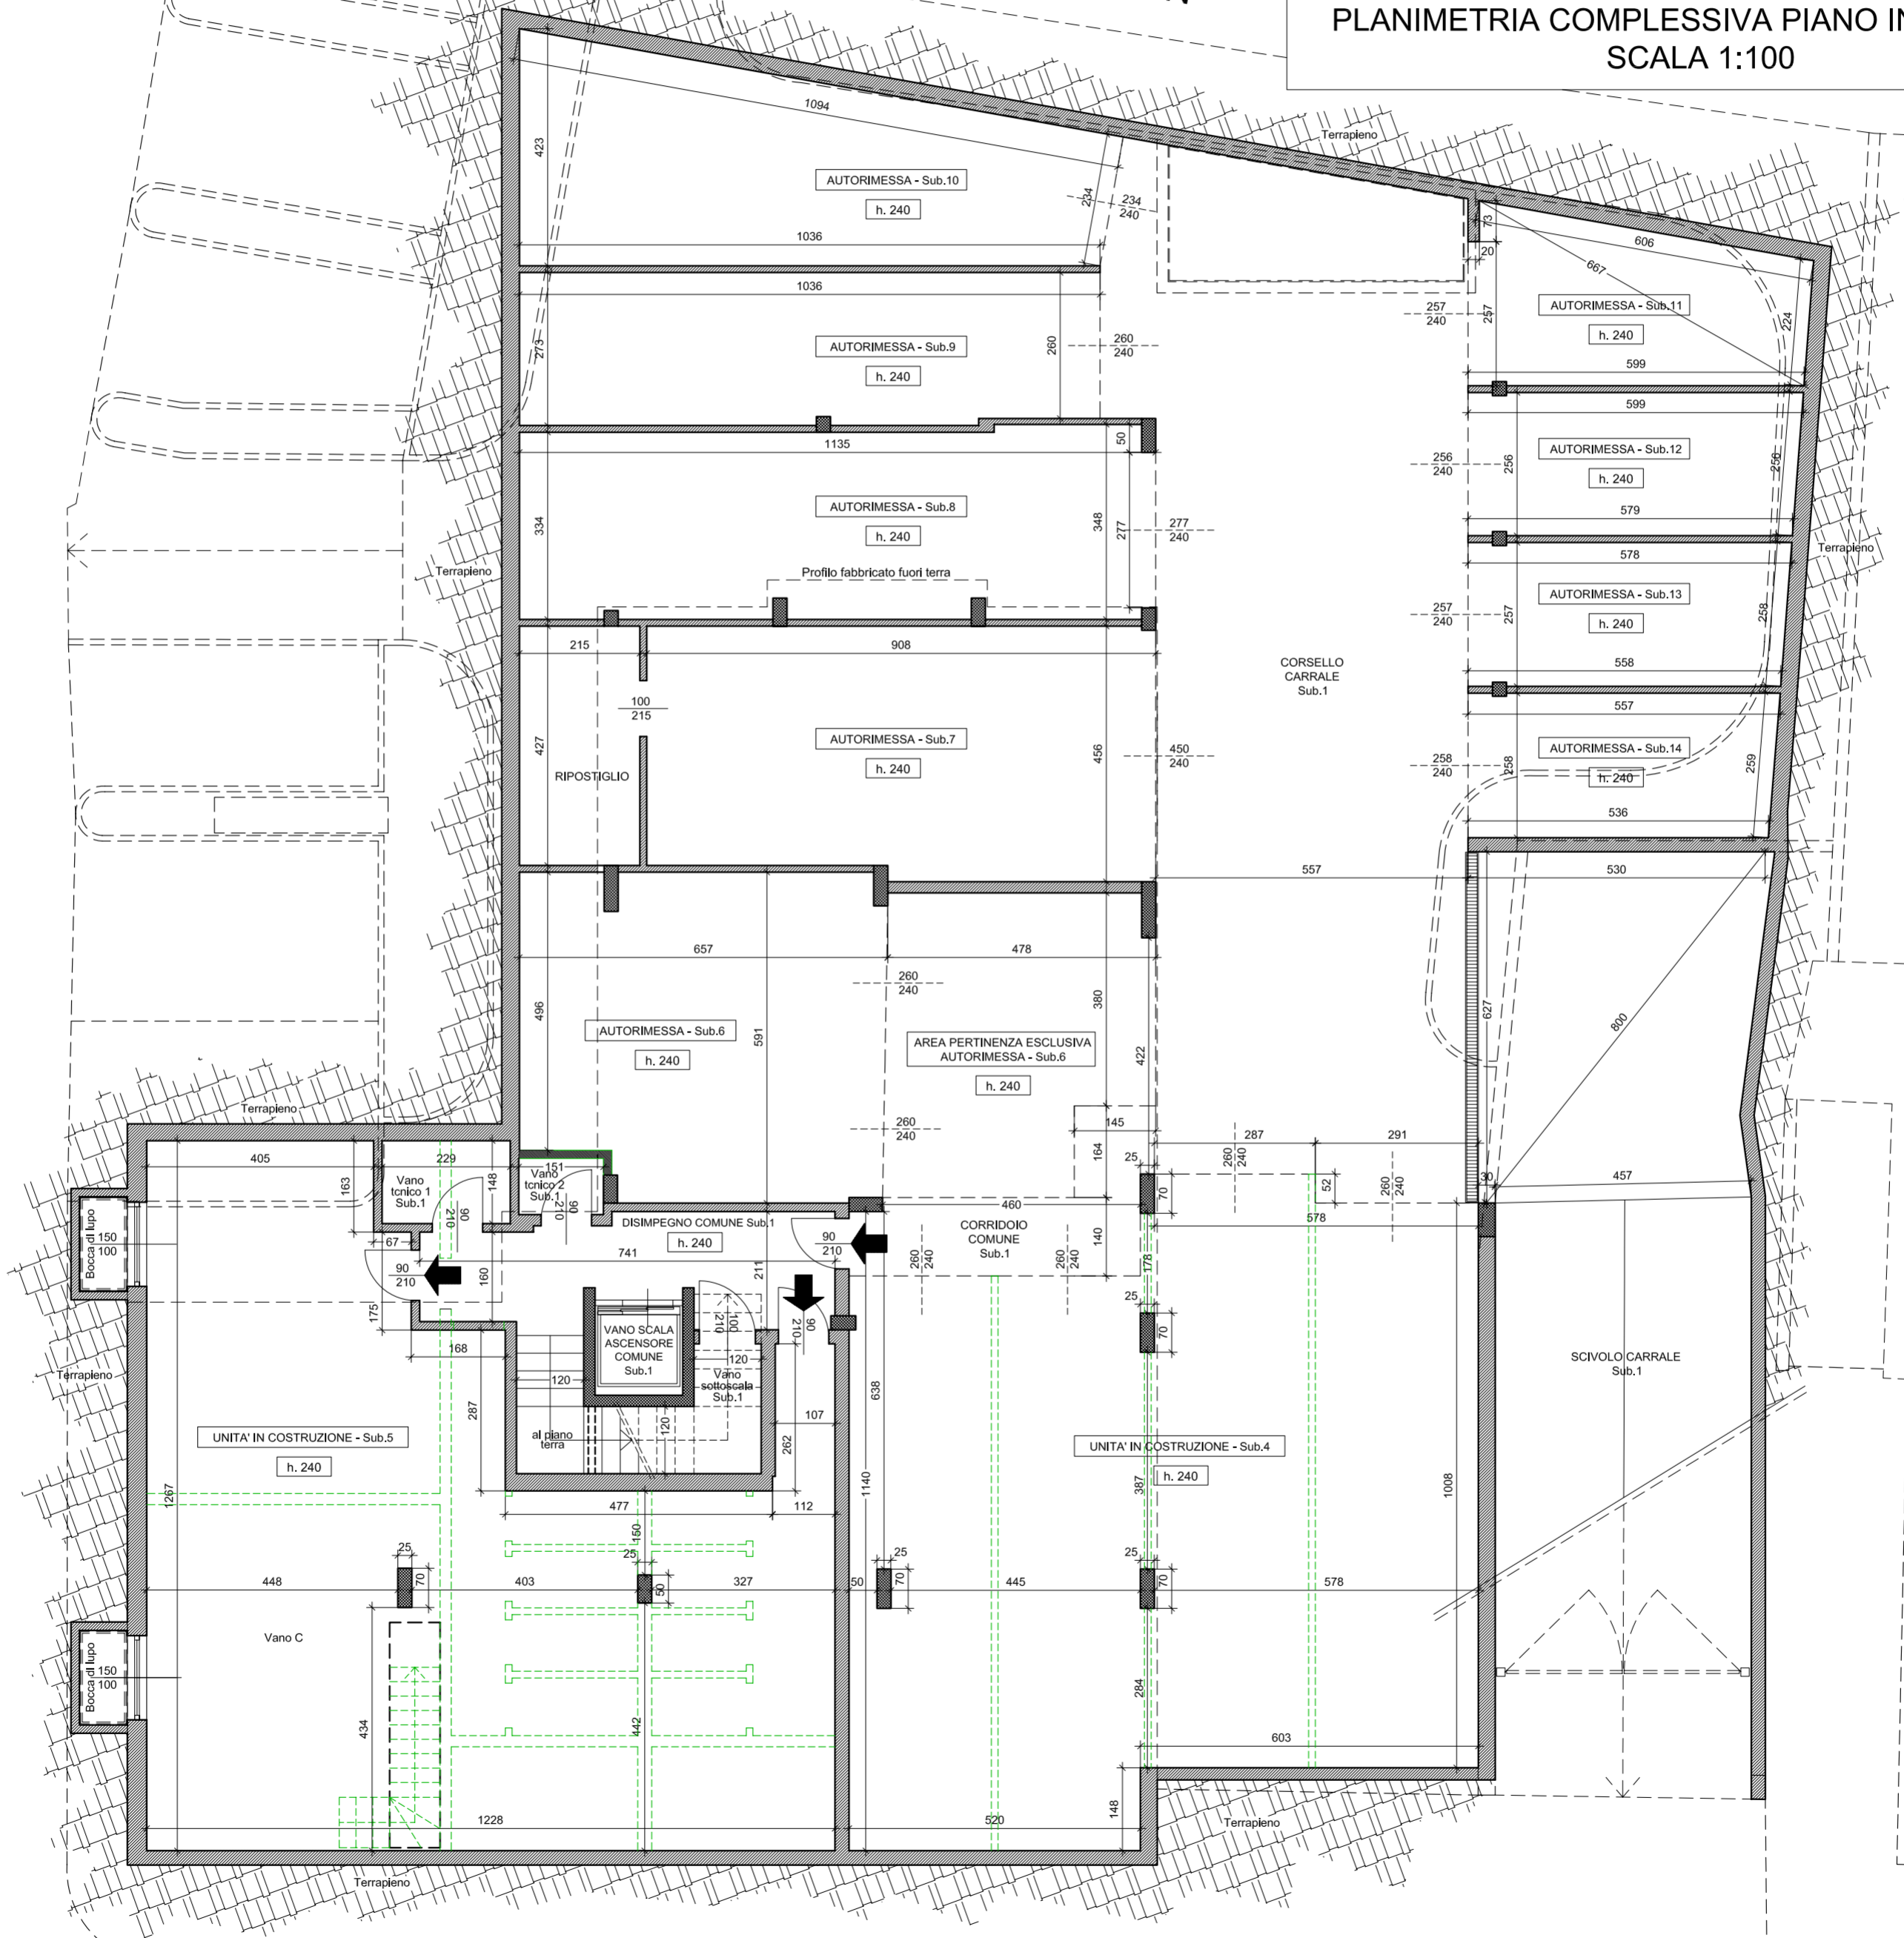 PLANIMETRIA COMPLESSIVA PIANO
SCALA 1:100
Terrapieno
1094
423
AUTORIMESSA - Sub.10
h. 240
234
234
240
1036
73
20
606
667
1036
273
AUTORIMESSA - Sub.9
h. 240
260
260
240
257
240
257
AUTORIMESSA - Sub.11
h. 240
224
599
599
1135
50
334
AUTORIMESSA - Sub.8
h. 240
348
277
277
240
256
240
256
AUTORIMESSA - Sub.12
h. 240
256
579
578
Terrapieno
Terrapieno
Profilo fabbricato fuori terra
257
240
257
AUTORIMESSA - Sub.13
h. 240
258
558
557
215
908
CORSELLO
CARRALE
Sub.1
100
215
427
RIPOSTIGLIO
AUTORIMESSA - Sub.7
h. 240
456
450
240
258
240
258
AUTORIMESSA - Sub.14
h. 240
259
536
557
530
657
478
260
240
496
591
380
627
800
AUTORIMESSA - Sub.6
h. 240
AREA PERTINENZA ESCLUSIVA
AUTORIMESSA - Sub.6
h. 240
422
Terrapieno
260
240
145
164
287
291
260
240
260
240
52
30
457
405
163
229
148
151
Vano
tcnico 1
Sub.1
Vano
tcnico 2
Sub.1
90
210
90
210
25
70
460
578
DISIMPEGNO COMUNE Sub.1
h. 240
741
211
90
210
CORRIDOIO
COMUNE
Sub.1
260
240
260
240
140
178
Bocca di lupo
150
100
67
90
210
160
175
168
VANO SCALA
ASCENSORE
COMUNE
Sub.1
100
210
90
210
120
120
120
Vano
sottoscala
Sub.1
al piano
terra
107
262
287
25
70
638
SCIVOLO CARRALE
Sub.1
Terrapieno
UNITA' IN COSTRUZIONE - Sub.5
h. 240
UNITA' IN COSTRUZIONE - Sub.4
h. 240
1267
1140
387
1008
477
112
150
25
70
448
403
25
50
327
50
25
70
445
25
70
578
Vano C
Bocca di lupo
150
100
434
442
284
603
1228
520
148
Terrapieno
Terrapieno